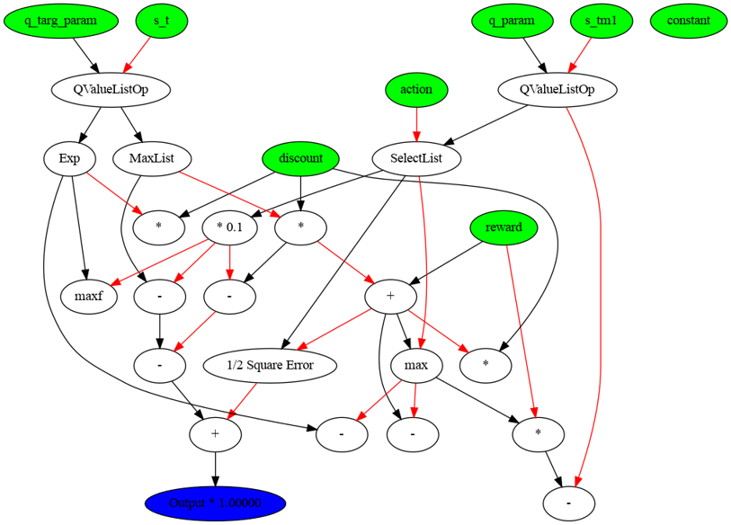 q_targ_param
s_t
q_param
s_tm1
constant
QValueListOp
action
QValueListOp
Exp
MaxList
discount
SelectList
*
* 0.1
*
reward
maxf
-
-
+
-
1/2 Square Error
max
*
+
-
-
*
Output * 1.00000
-